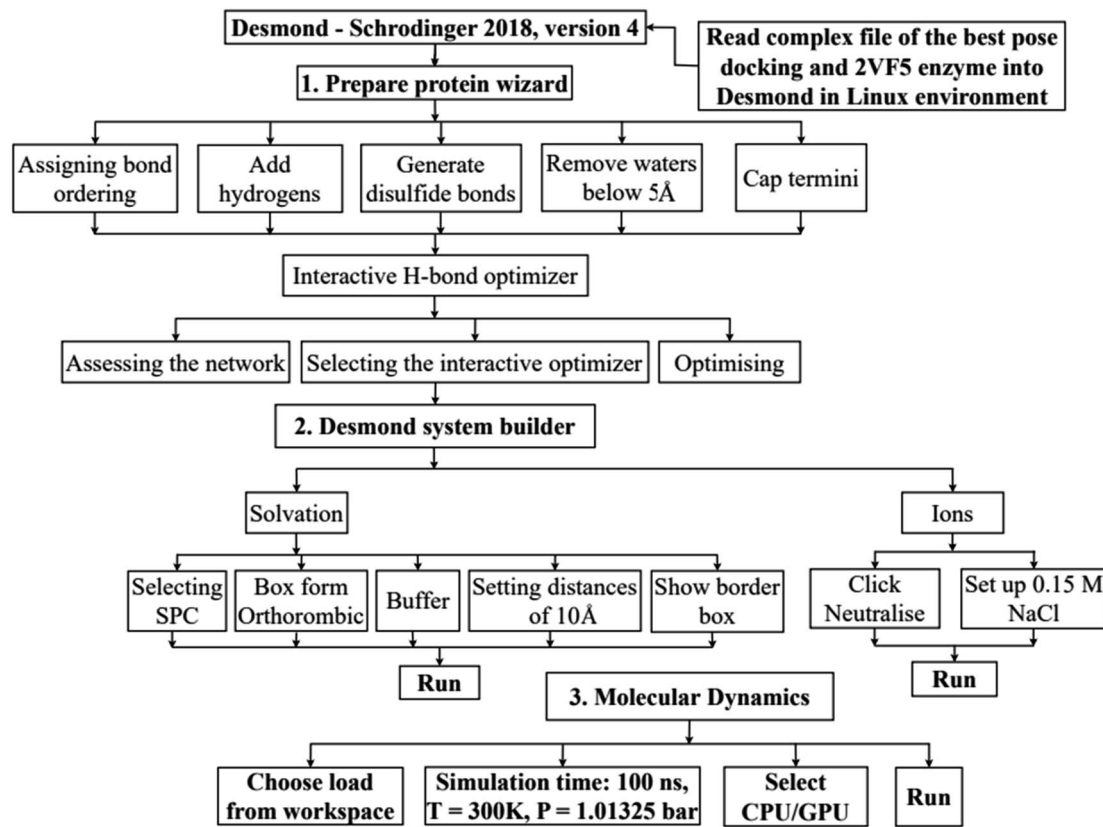 Desmond - Schrodinger 2018, version 4
Read complex file of the best pose
docking and 2VF5 enzyme into
Desmond in Linux environment
1. Prepare protein wizard
Assigning bond
ordering
Add
hydrogens
Generate
disulfide bonds
Remove waters
below 5Å
Cap termini
Interactive H-bond optimizer
Assessing the network
Selecting the interactive optimizer
Optimising
2. Desmond system builder
Solvation
Ions
Selecting
SPC
Box form
Orthorombic
Buffer
Setting distances
of 10Å
Show border
box
Click
Neutralise
Set up 0.15 M
NaCl
Run
Run
3. Molecular Dynamics
Choose load
from workspace
Simulation time: 100 ns,
T = 300K, P = 1.01325 bar
Select
CPU/GPU
Run